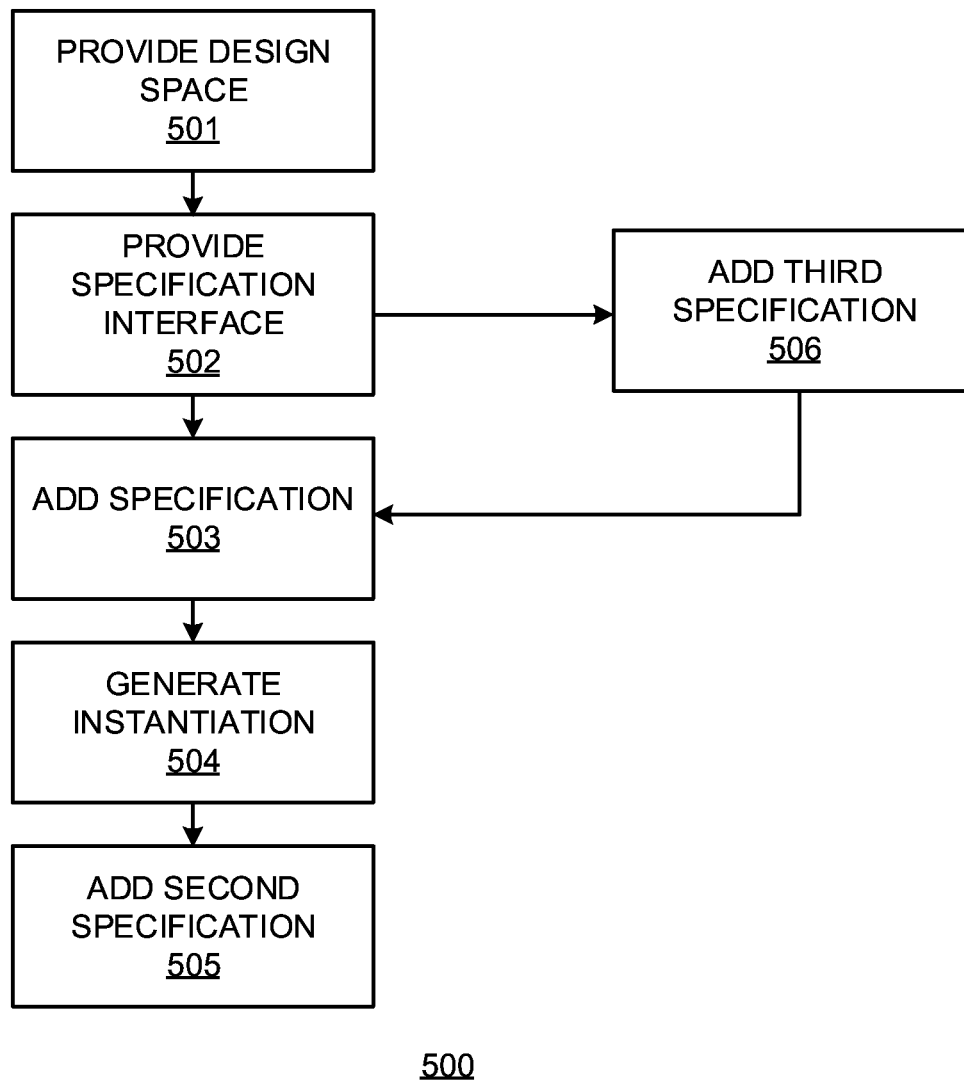 PROVIDE DESIGN
SPACE
501
PROVIDE
SPECIFICATION
INTERFACE
502
ADD THIRD
SPECIFICATION
506
ADD SPECIFICATION
503
GENERATE
INSTANTIATION
504
ADD SECOND
SPECIFICATION
505
500